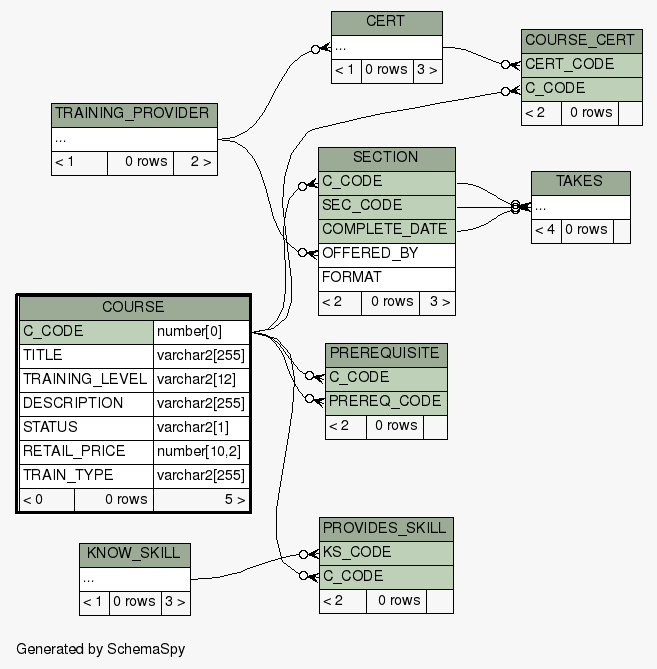 CERT
...
< 1 0 rows 3 >
COURSE_CERT
CERT_CODE
C_CODE
< 2 0 rows
TRAINING_PROVIDER
...
< 1 0 rows 2 >
SECTION
C_CODE
SEC_CODE
COMPLETE_DATE
OFFERED_BY
FORMAT
< 2 0 rows 3 >
TAKES
...
< 4 0 rows
COURSE
C_CODE number[0]
TITLE varchar2[255]
TRAINING_LEVEL varchar2[12]
DESCRIPTION varchar2[255]
STATUS varchar2[1]
RETAIL_PRICE number[10,2]
TRAIN_TYPE varchar2[255]
< 0 0 rows 5 >
PREREQUISITE
C_CODE
PREREQ_CODE
< 2 0 rows
PROVIDES_SKILL
KS_CODE
C_CODE
< 2 0 rows
KNOW_SKILL
...
< 1 0 rows 3 >
Generated by SchemaSpy